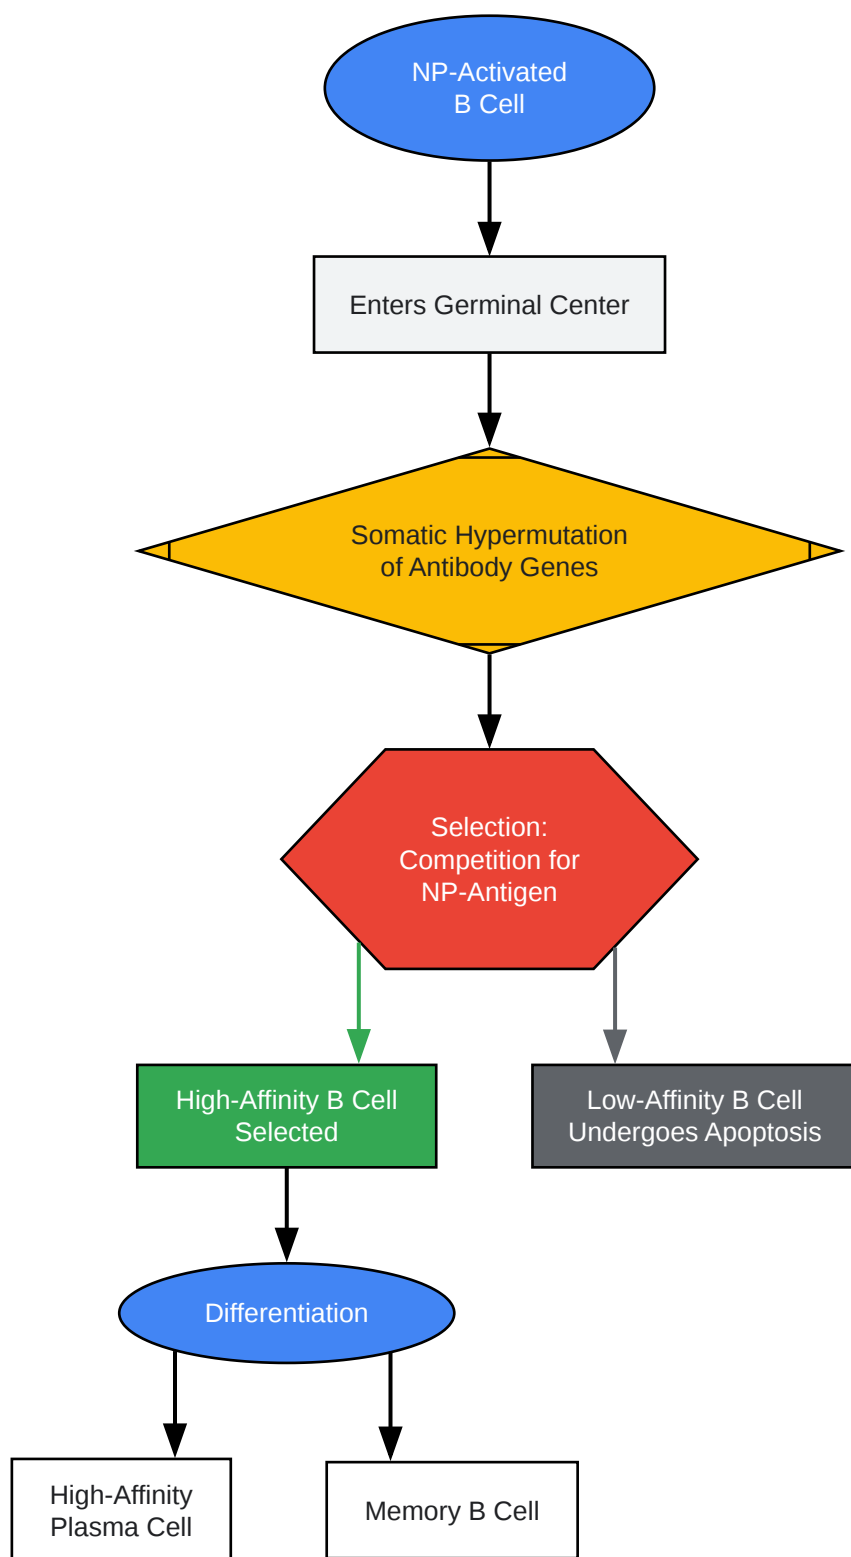 NP-Activated
B Cell
Enters Germinal Center
Somatic Hypermutation
of Antibody Genes
Selection:
Competition for
NP-Antigen
High-Affinity B Cell
Selected
Low-Affinity B Cell
Undergoes Apoptosis
Differentiation
High-Affinity
Plasma Cell
Memory B Cell